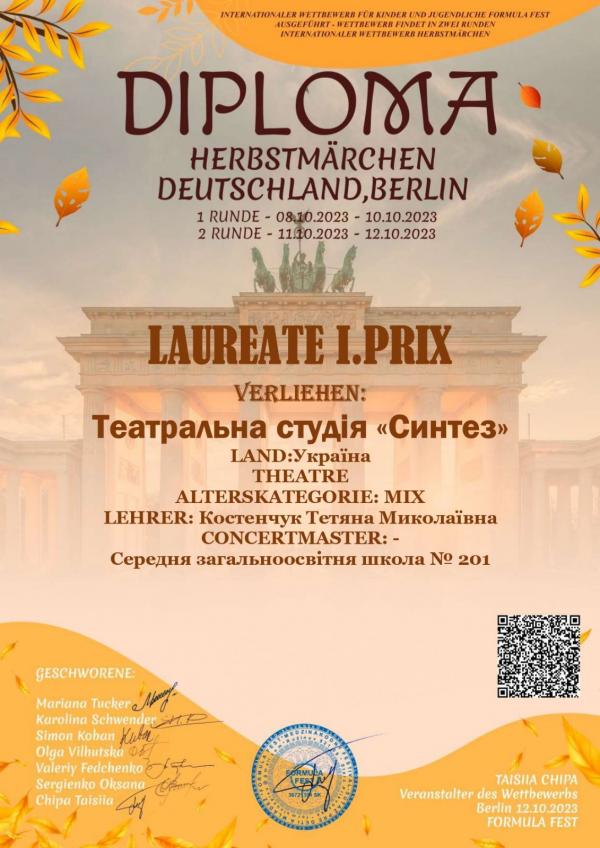 INTERNATIONALER WETTBEWERB FÜR KINDER UND JUGENDLICHE FORMULA FEST
AUSGEFÜHRT - WETTBEWERB FINDET IN ZWEI RUNDEN
INTERNATIONALER WETTBEWERB HERBSTMÄRCHEN
DIPLOMA
HERBSTMÄRCHEN
DEUTSCHLAND,BERLIN
1 RUNDE - 08.10.2023 - 10.10.2023
2 RUNDE - 11.10.2023 - 12.10.2023
LAUREATE I.PRIX
VERLIEHEN:
Театральна студія «Синтез»
LAND:Україна
THEATRE
ALTERSKATEGORIE: MIX
LEHRER: Костенчук Тетяна Миколаївна
CONCERTMASTER: -
Середня загальноосвітня школа № 201
GESCHWORENE:
Mariana Tucker
Karolina Schwender
Simon Koban
Olga Vilhutska
Valeriy Fedchenko
Sergienko Oksana
Chipa Taisiia
FORMULA
FEST
TAISIIA CHIPA
Veranstalter des Wettbewerbs
Berlin 12.10.2023
FORMULA FEST